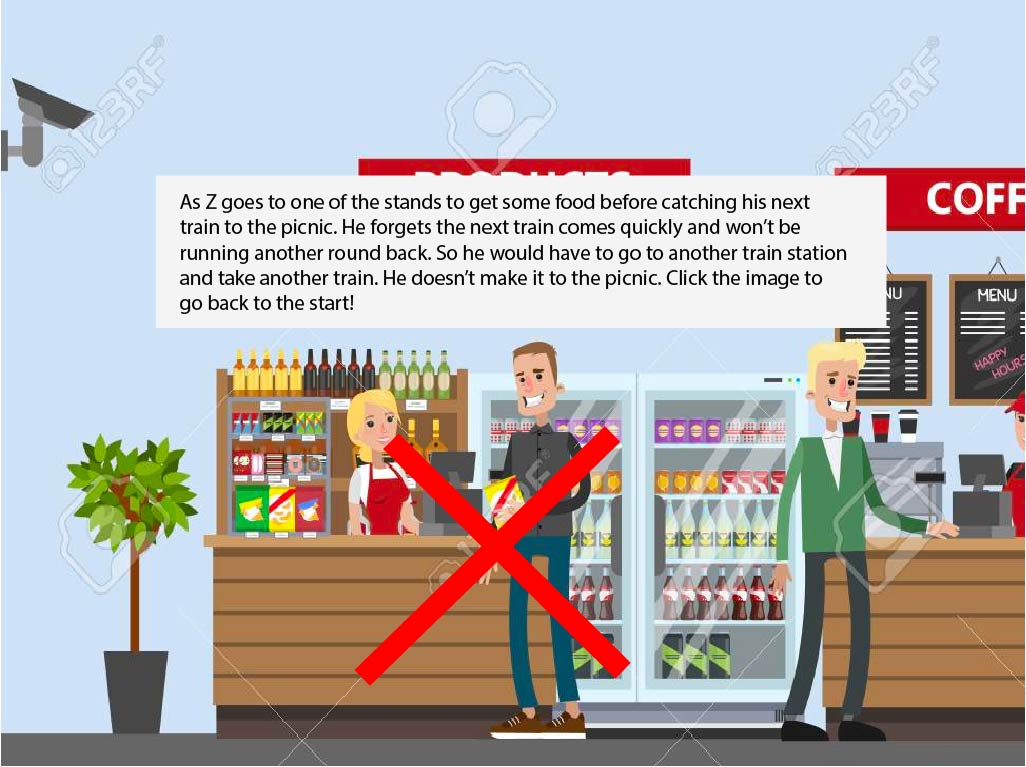 123RF
123RF
As Z goes to one of the stands to get some food before catching his next
train to the picnic. He forgets the next train comes quickly and won’t be
running another round back. So he would have to go to another train station
and take another train. He doesn’t make it to the picnic. Click the image to
go back to the start!
COFF
NU
MENU
HAPPY
HOURS